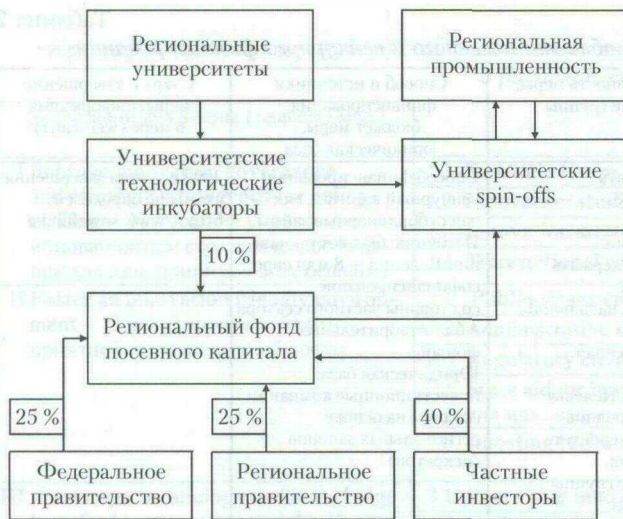 Региональные
университеты
Региональная
промышленность
Университетские
технологические
инкубаторы
Университетские
spin-offs
10 %
Региональный фонд
посевного капитала
25 %
25 %
40 %
Федеральное
правительство
Региональное
правительство
Частные
инвесторы